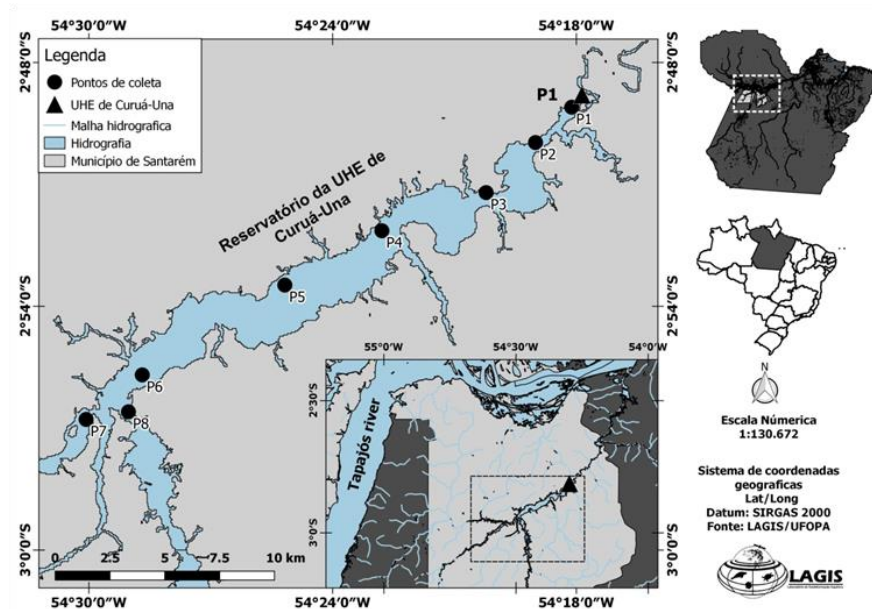 54°30'0"W 54°24'0"W 54°18'0"W
2°48'0"S
2°54'0"S
3°0'0"S
Legenda
Pontos de coleta
UHE de Curuá-Una
Malha hidrografica
Hidrografia
Município de Santarém
P1
P1
P2
P3
P4
P5
P6
P7
P8
Reservatório da UHE de
Curuá-Una
2°48'0"S
2°54'0"S
3°0'0"S
55°0'0"W 54°30'0"W 54°0'0"W
2°30'0"S
3°0'0"S
Tapajós river
0 2.5 5 7.5 10 km
54°30'0"W 54°24'0"W 54°18'0"W
N
Escala Númerica
1:130.672
Sistema de coordenadas
geograficas
Lat/Long
Datum: SIRGAS 2000
Fonte: LAGIS/UFOPA
LAGIS